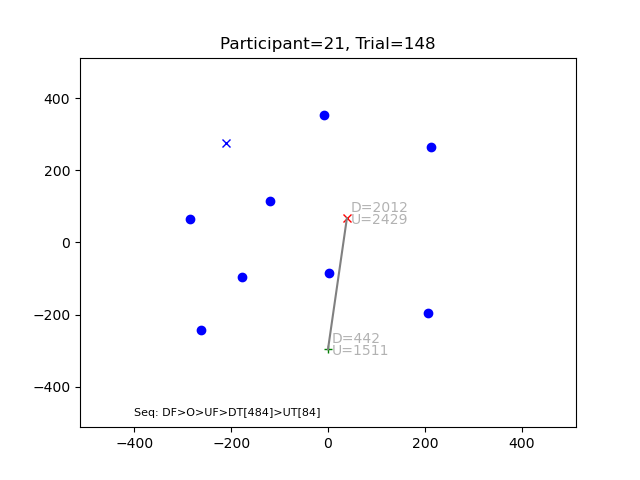 Participant=21, Trial=148
400
200
0
−200
−400
D=2012
U=2429
D=442
U=1511
Seq: DF>O>UF>DT[484]>UT[84]
−400
−200
0
200
400